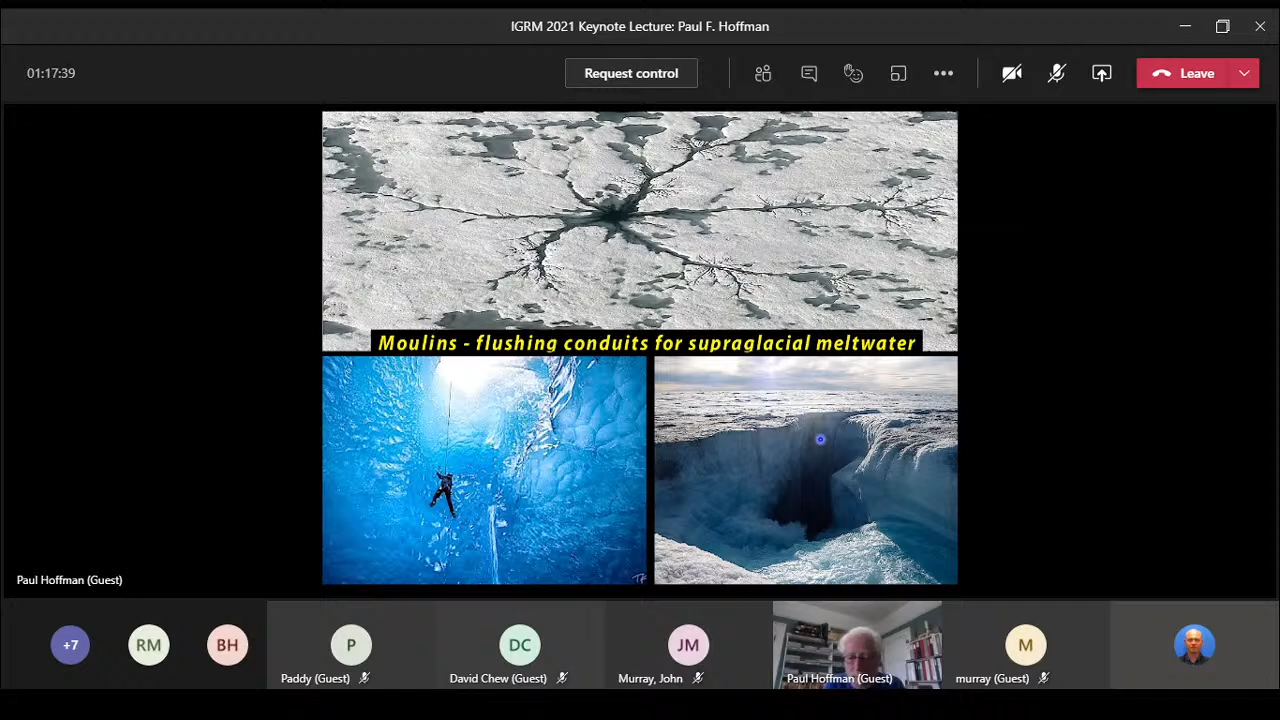 IGRM 2021 Keynote Lecture: Paul F. Hoffman
01:17:39
Request control
Leave
Moulins - flushing conduits for supraglacial meltwater
Paul Hoffman (Guest)
+7
RM
BH
P
Paddy (Guest)
DC
David Chew (Guest)
JM
Murray, John
Paul Hoffman (Guest)
M
murray (Guest)